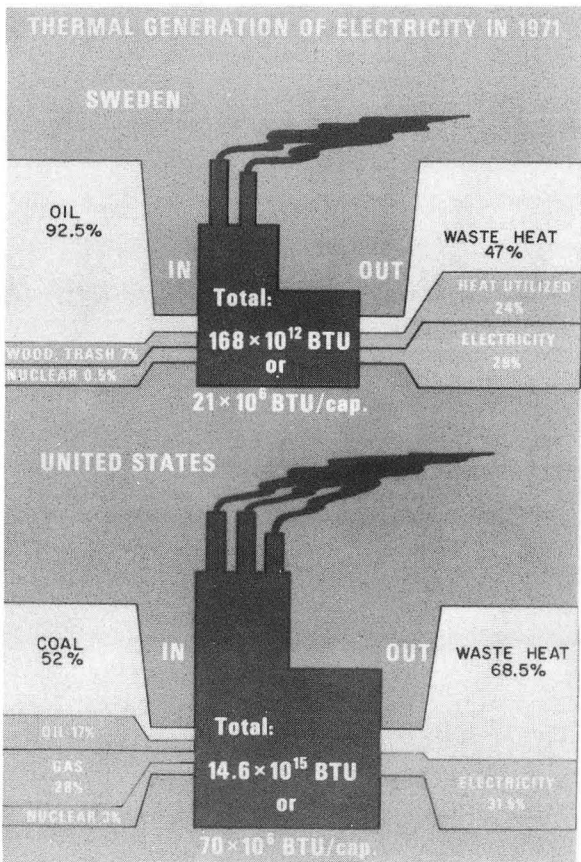 THERMAL GENERATION OF ELECTRICITY IN 1971
SWEDEN
OIL
92.5%
IN
OUT
WASTE HEAT
47%
HEAT UTILIZED
24%
Total:
168 × 10¹² BTU
or
21 × 10⁶ BTU/cap.
WOOD, TRASH 7%
NUCLEAR 0.5%
ELECTRICITY
29%
UNITED STATES
COAL
52%
IN
OUT
WASTE HEAT
68.5%
OIL 17%
GAS
28%
NUCLEAR 3%
Total:
14.6 × 10¹⁵ BTU
or
70 × 10⁶ BTU/cap.
ELECTRICITY
31.5%